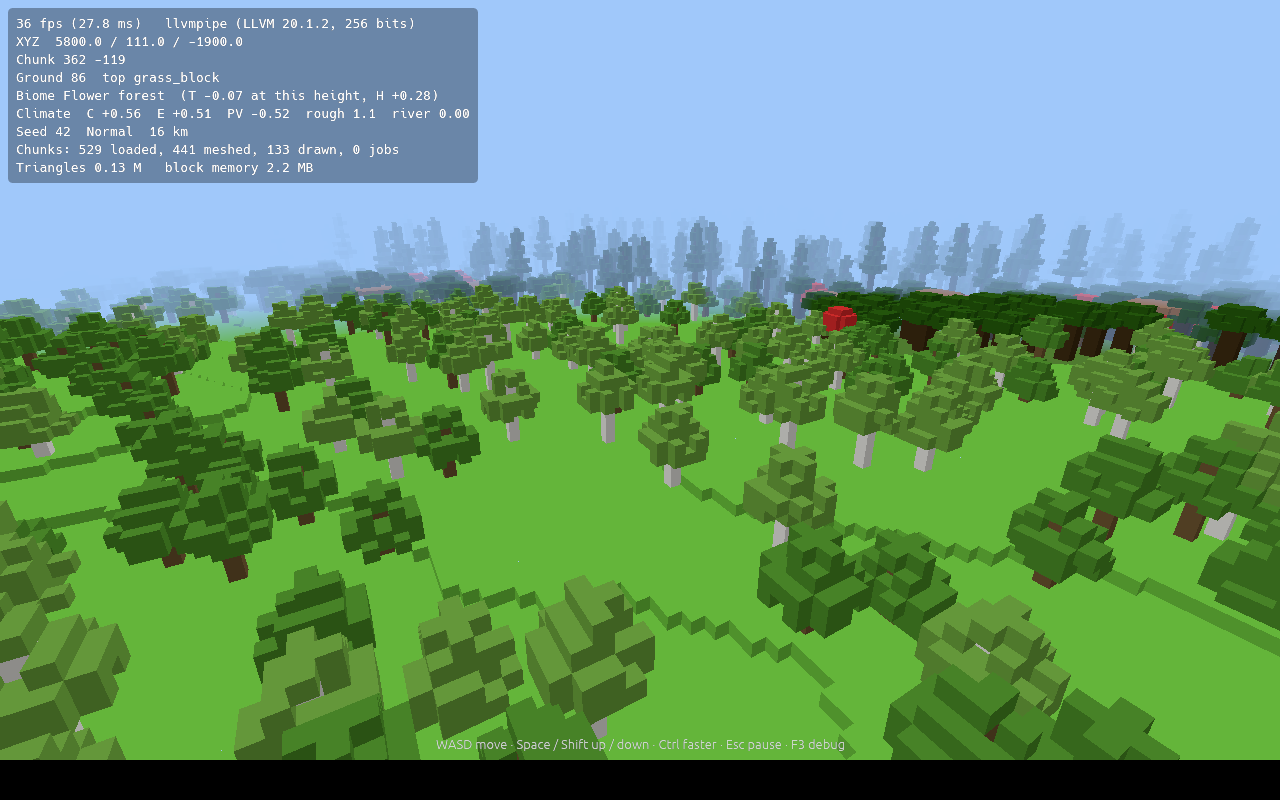 36 fps (27.8 ms)   llvmpipe (LLVM 20.1.2, 256 bits)
XYZ  5800.0 / 111.0 / -1900.0
Chunk 362 -119
Ground 86  top grass_block
Biome Flower forest  (T -0.07 at this height, H +0.28)
Climate  C +0.56  E +0.51  PV -0.52  rough 1.1  river 0.00
Seed 42  Normal  16 km
Chunks: 529 loaded, 441 meshed, 133 drawn, 0 jobs
Triangles 0.13 M   block memory 2.2 MB
WASD move · Space / Shift up / down · Ctrl faster · Esc pause · F3 debug